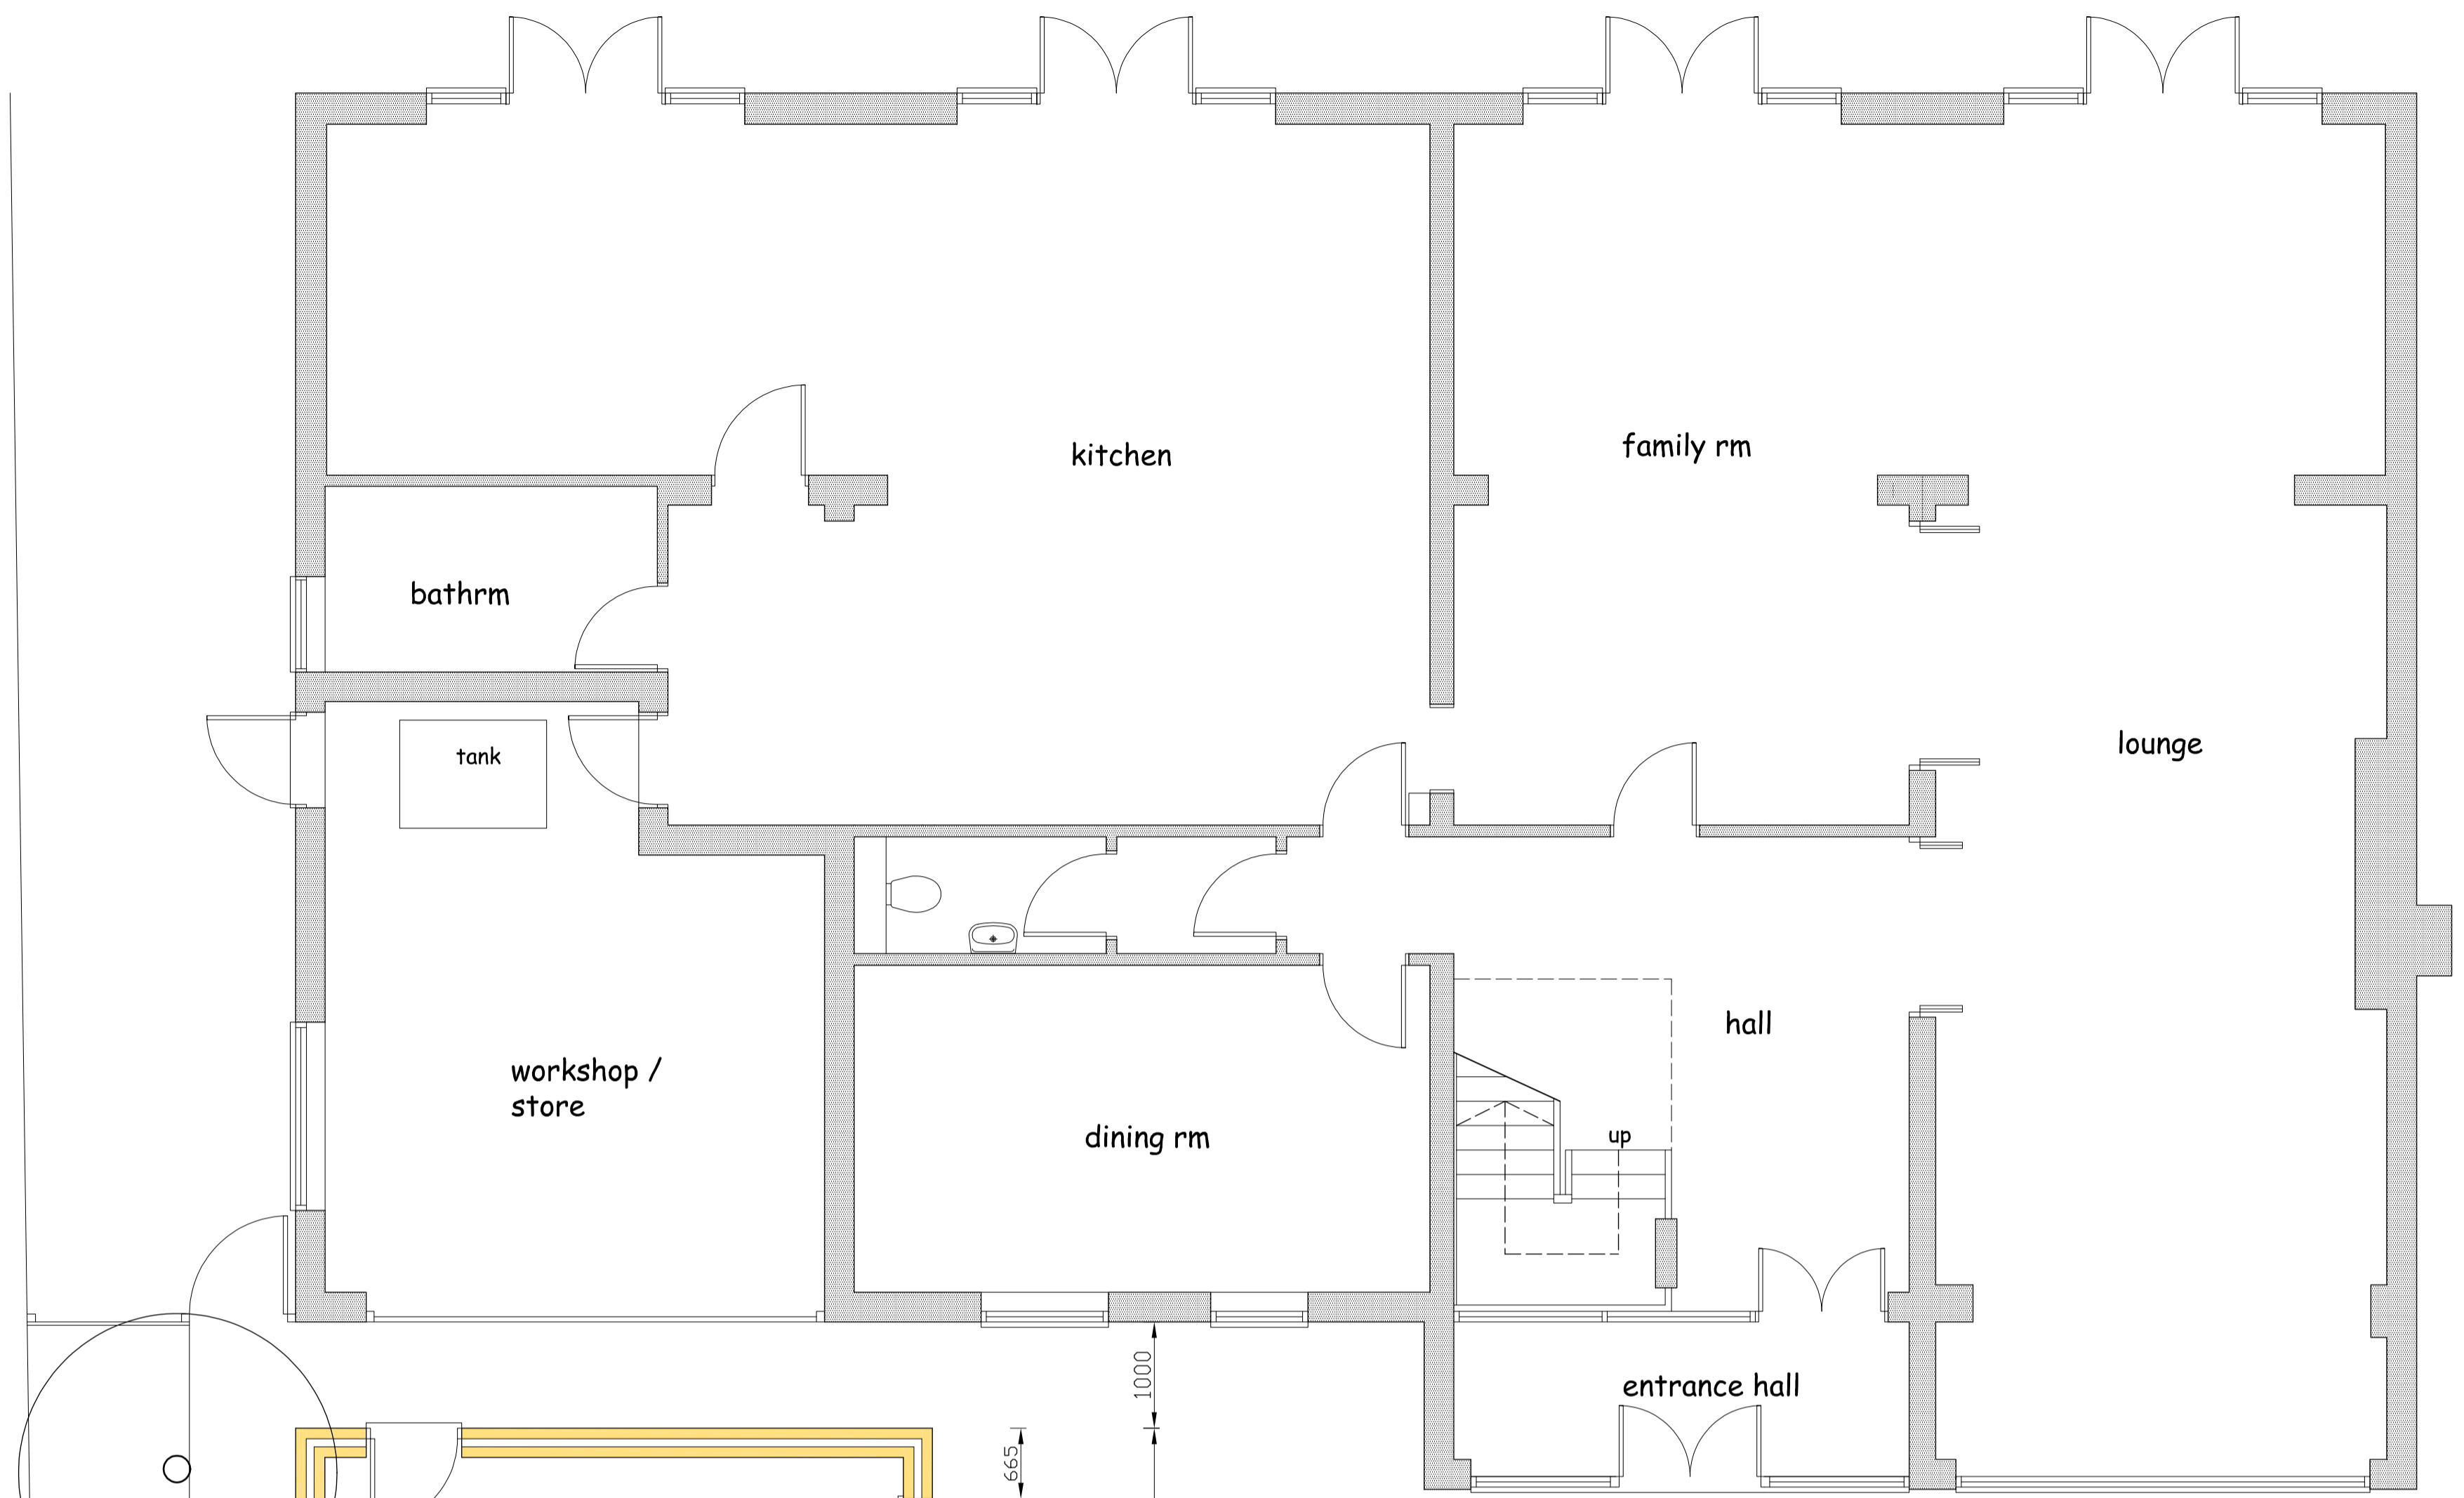 kitchen
family rm
bathrm
tank
lounge
hall
workshop /
store
dining rm
up
1000
entrance hall
665